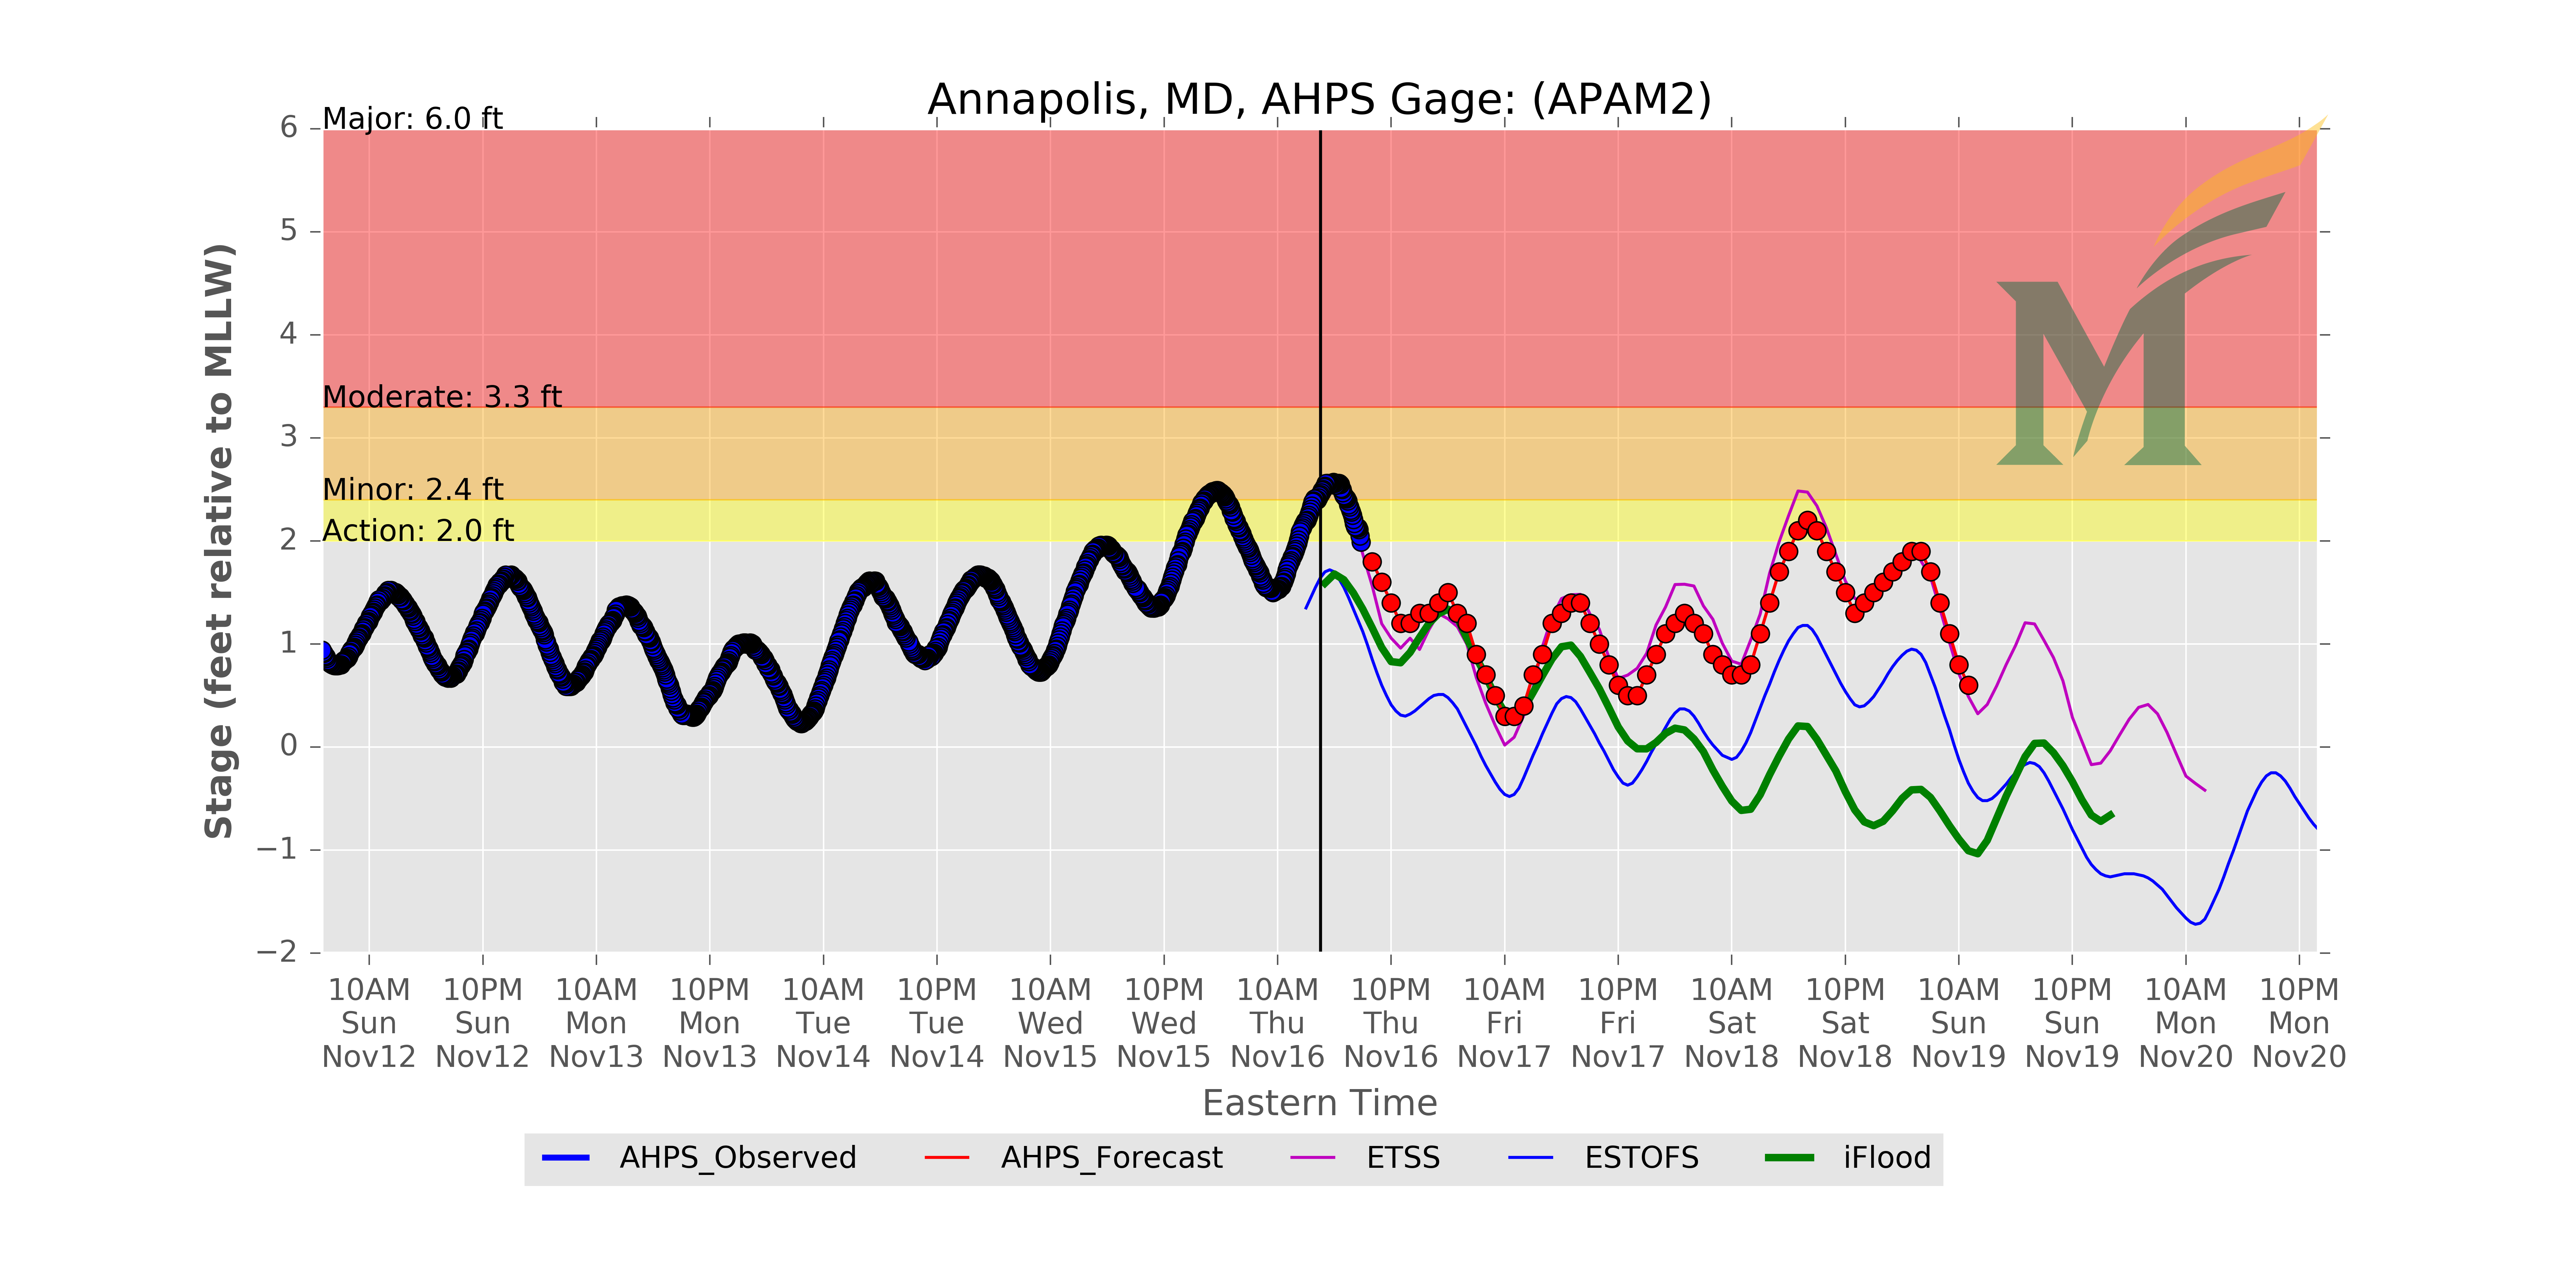 Annapolis, MD, AHPS Gage: (APAM2)
Stage (feet relative to MLLW)
6
5
4
3
2
1
0
−1
−2
Major: 6.0 ft
Moderate: 3.3 ft
Minor: 2.4 ft
Action: 2.0 ft
M
10AM 10PM 10AM 10PM 10AM 10PM 10AM 10PM 10AM 10PM 10AM 10PM 10AM 10PM 10AM 10PM 10AM 10PM
Sun Sun Mon Mon Tue Tue Wed Wed Thu Thu Fri Fri Sat Sat Sun Sun Mon Mon
Nov12 Nov12 Nov13 Nov13 Nov14 Nov14 Nov15 Nov15 Nov16 Nov16 Nov17 Nov17 Nov18 Nov18 Nov19 Nov19 Nov20 Nov20
Eastern Time
AHPS_Observed AHPS_Forecast ETSS ESTOFS iFlood